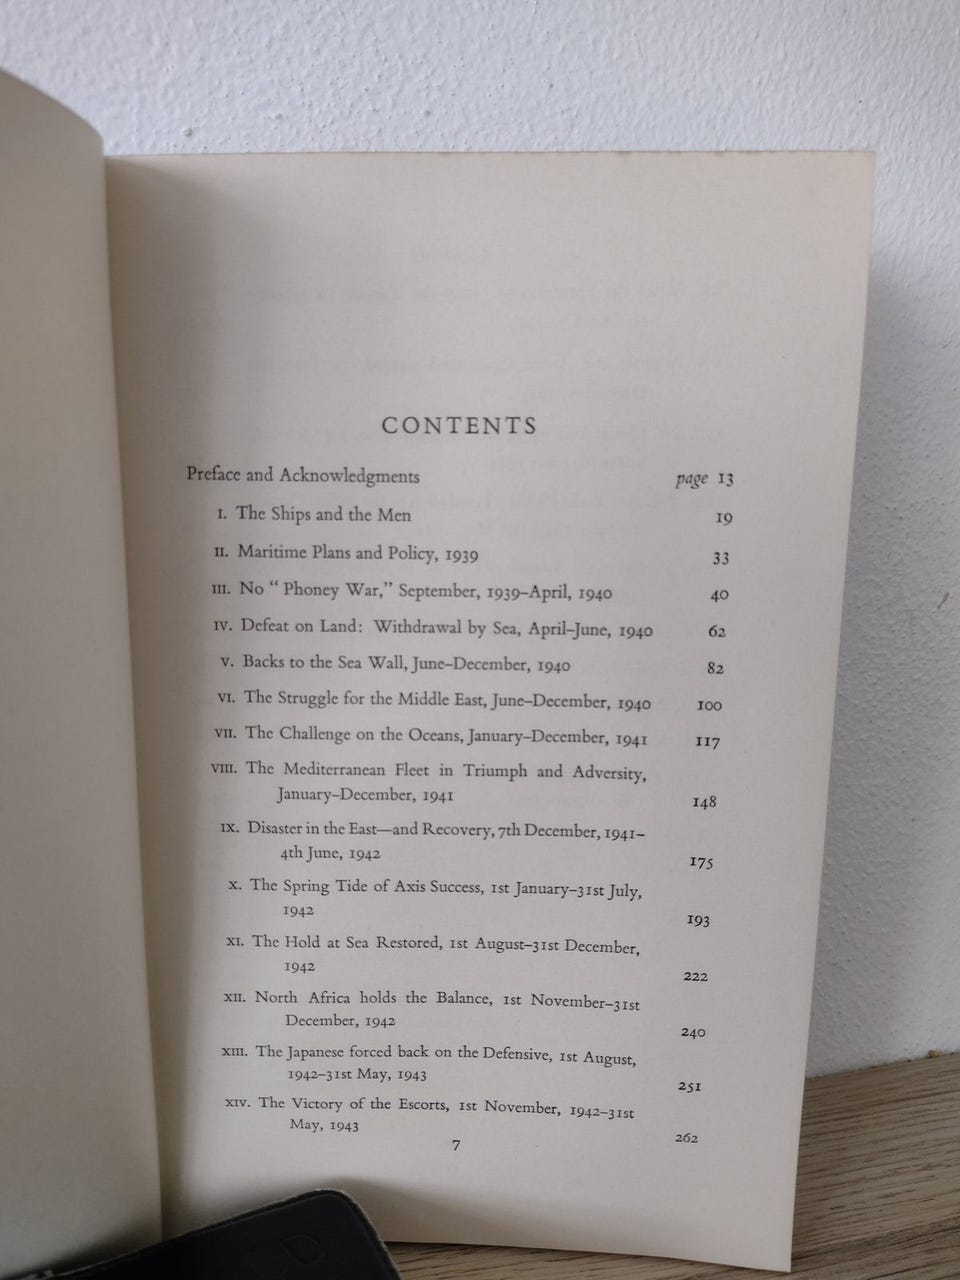 CONTENTS
Preface and Acknowledgments page 13
I. The Ships and the Men 19
II. Maritime Plans and Policy, 1939 33
III. No “ Phoney War,” September, 1939–April, 1940 40
IV. Defeat on Land: Withdrawal by Sea, April–June, 1940 62
V. Backs to the Sea Wall, June–December, 1940 82
VI. The Struggle for the Middle East, June–December, 1940 100
VII. The Challenge on the Oceans, January–December, 1941 117
VIII. The Mediterranean Fleet in Triumph and Adversity,
January–December, 1941 148
IX. Disaster in the East—and Recovery, 7th December, 1941–
4th June, 1942 175
X. The Spring Tide of Axis Success, 1st January–31st July,
1942 193
XI. The Hold at Sea Restored, 1st August–31st December,
1942 222
XII. North Africa holds the Balance, 1st November–31st
December, 1942 240
XIII. The Japanese forced back on the Defensive, 1st August,
1942–31st May, 1943 251
XIV. The Victory of the Escorts, 1st November, 1942–31st
May, 1943 262
7